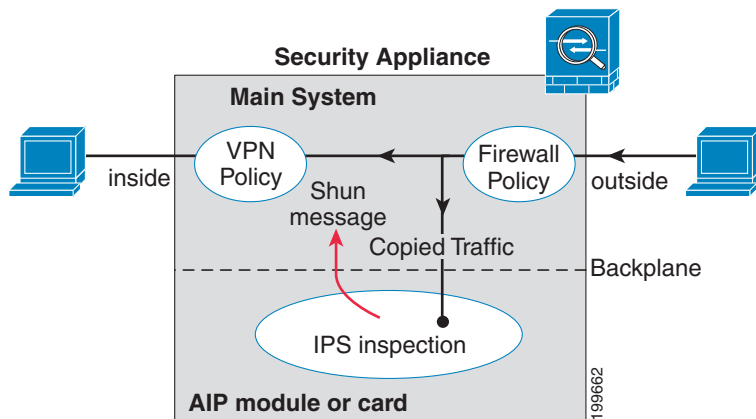 Security Appliance
Main System
VPN
Policy
Firewall
Policy
inside
outside
Shun
message
Copied Traffic
Backplane
IPS inspection
AIP module or card
199662